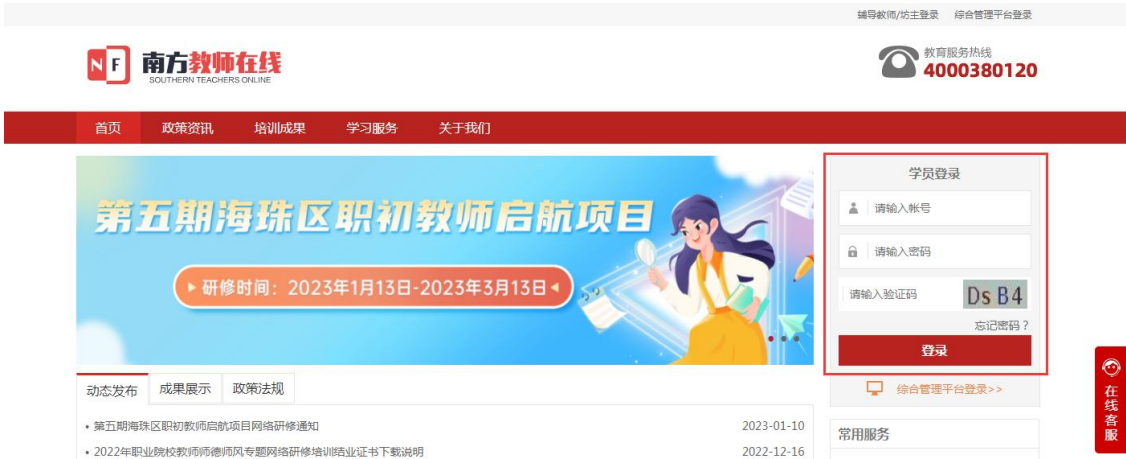 辅导教师/坊主登录 综合管理平台登录
NF 南方教师在线
SOUTHERN TEACHERS ONLINE
教育服务热线
4000380120
首页 政策资讯 培训成果 学习服务 关于我们
第五期海珠区职初教师启航项目
研修时间：2023年1月13日-2023年3月13日
学员登录
请输入帐号
请输入密码
请输入验证码 DsB4
忘记密码？
登录
综合管理平台登录>>
在线客服
动态发布 成果展示 政策法规
• 第五期海珠区职初教师启航项目网络研修通知 2023-01-10
• 2022年职业院校教师师德师风专题网络研修培训结业证书下载说明 2022-12-16
常用服务